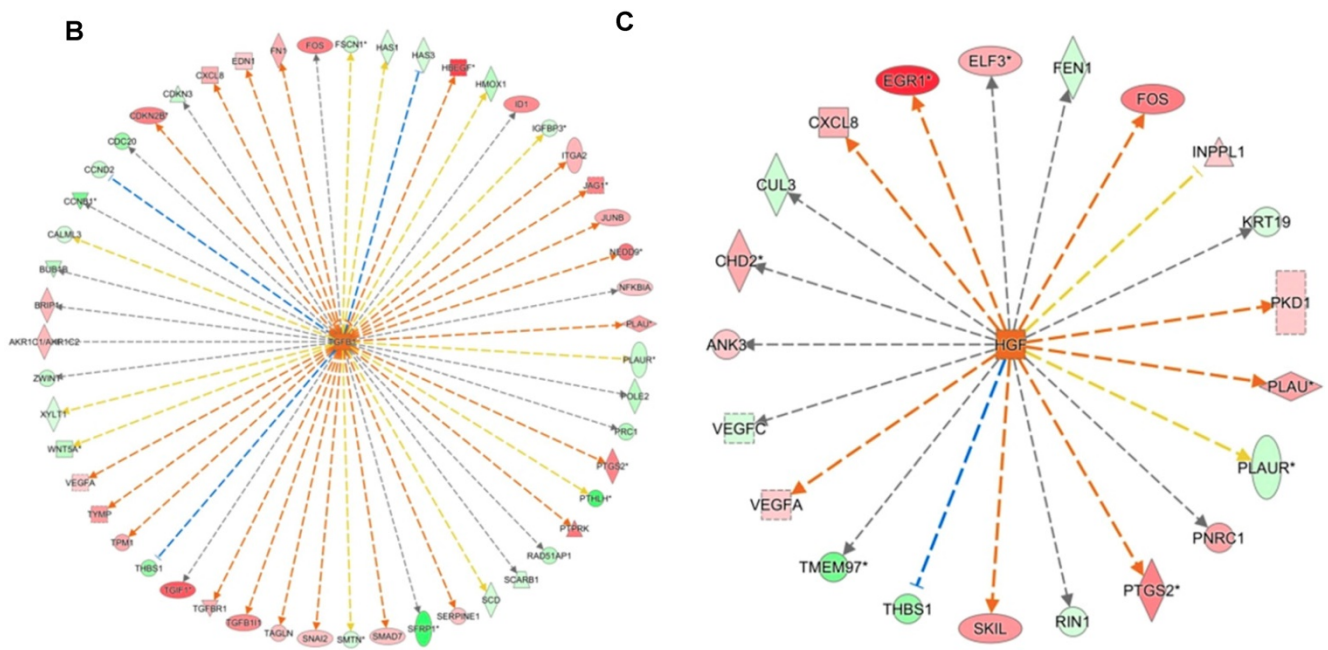 B
C
FOS
FSCN1*
HAS1
HAS3
HBEGF*
HMOX1
ID1
IGFBP3*
ITGA2
JAG1*
JUNB
NEDD9*
NFKBIA
PLAU*
PLAUR*
POLE2
PRC1
PTGS2*
PTHLH*
PTPRK
RAD51AP1
SCARB1
SCD
SERPINE1
SFRP1*
SMAD7
SMTN*
SNAI2
TAGLN
TGFB1I1
TGFBR1
TGIF1*
THBS1
TPM1
TYMP
VEGFA
WNT5A*
XYLT1
ZWINT
AKR1C1/AKR1C2
BRIP1
BUB1B
CALML3
CCNB1*
CCND2
CDC20
CDKN2B*
CDKN3
CXCL8
EDN1
FN1
ELF3*
FEN1
FOS
INPPL1
KRT19
PKD1
PLAU*
PLAUR*
PNRC1
PTGS2*
RIN1
SKIL
THBS1
TMEM97*
VEGFA
VEGFC
ANK3
CHD2*
CUL3
CXCL8
EGR1*
HGF